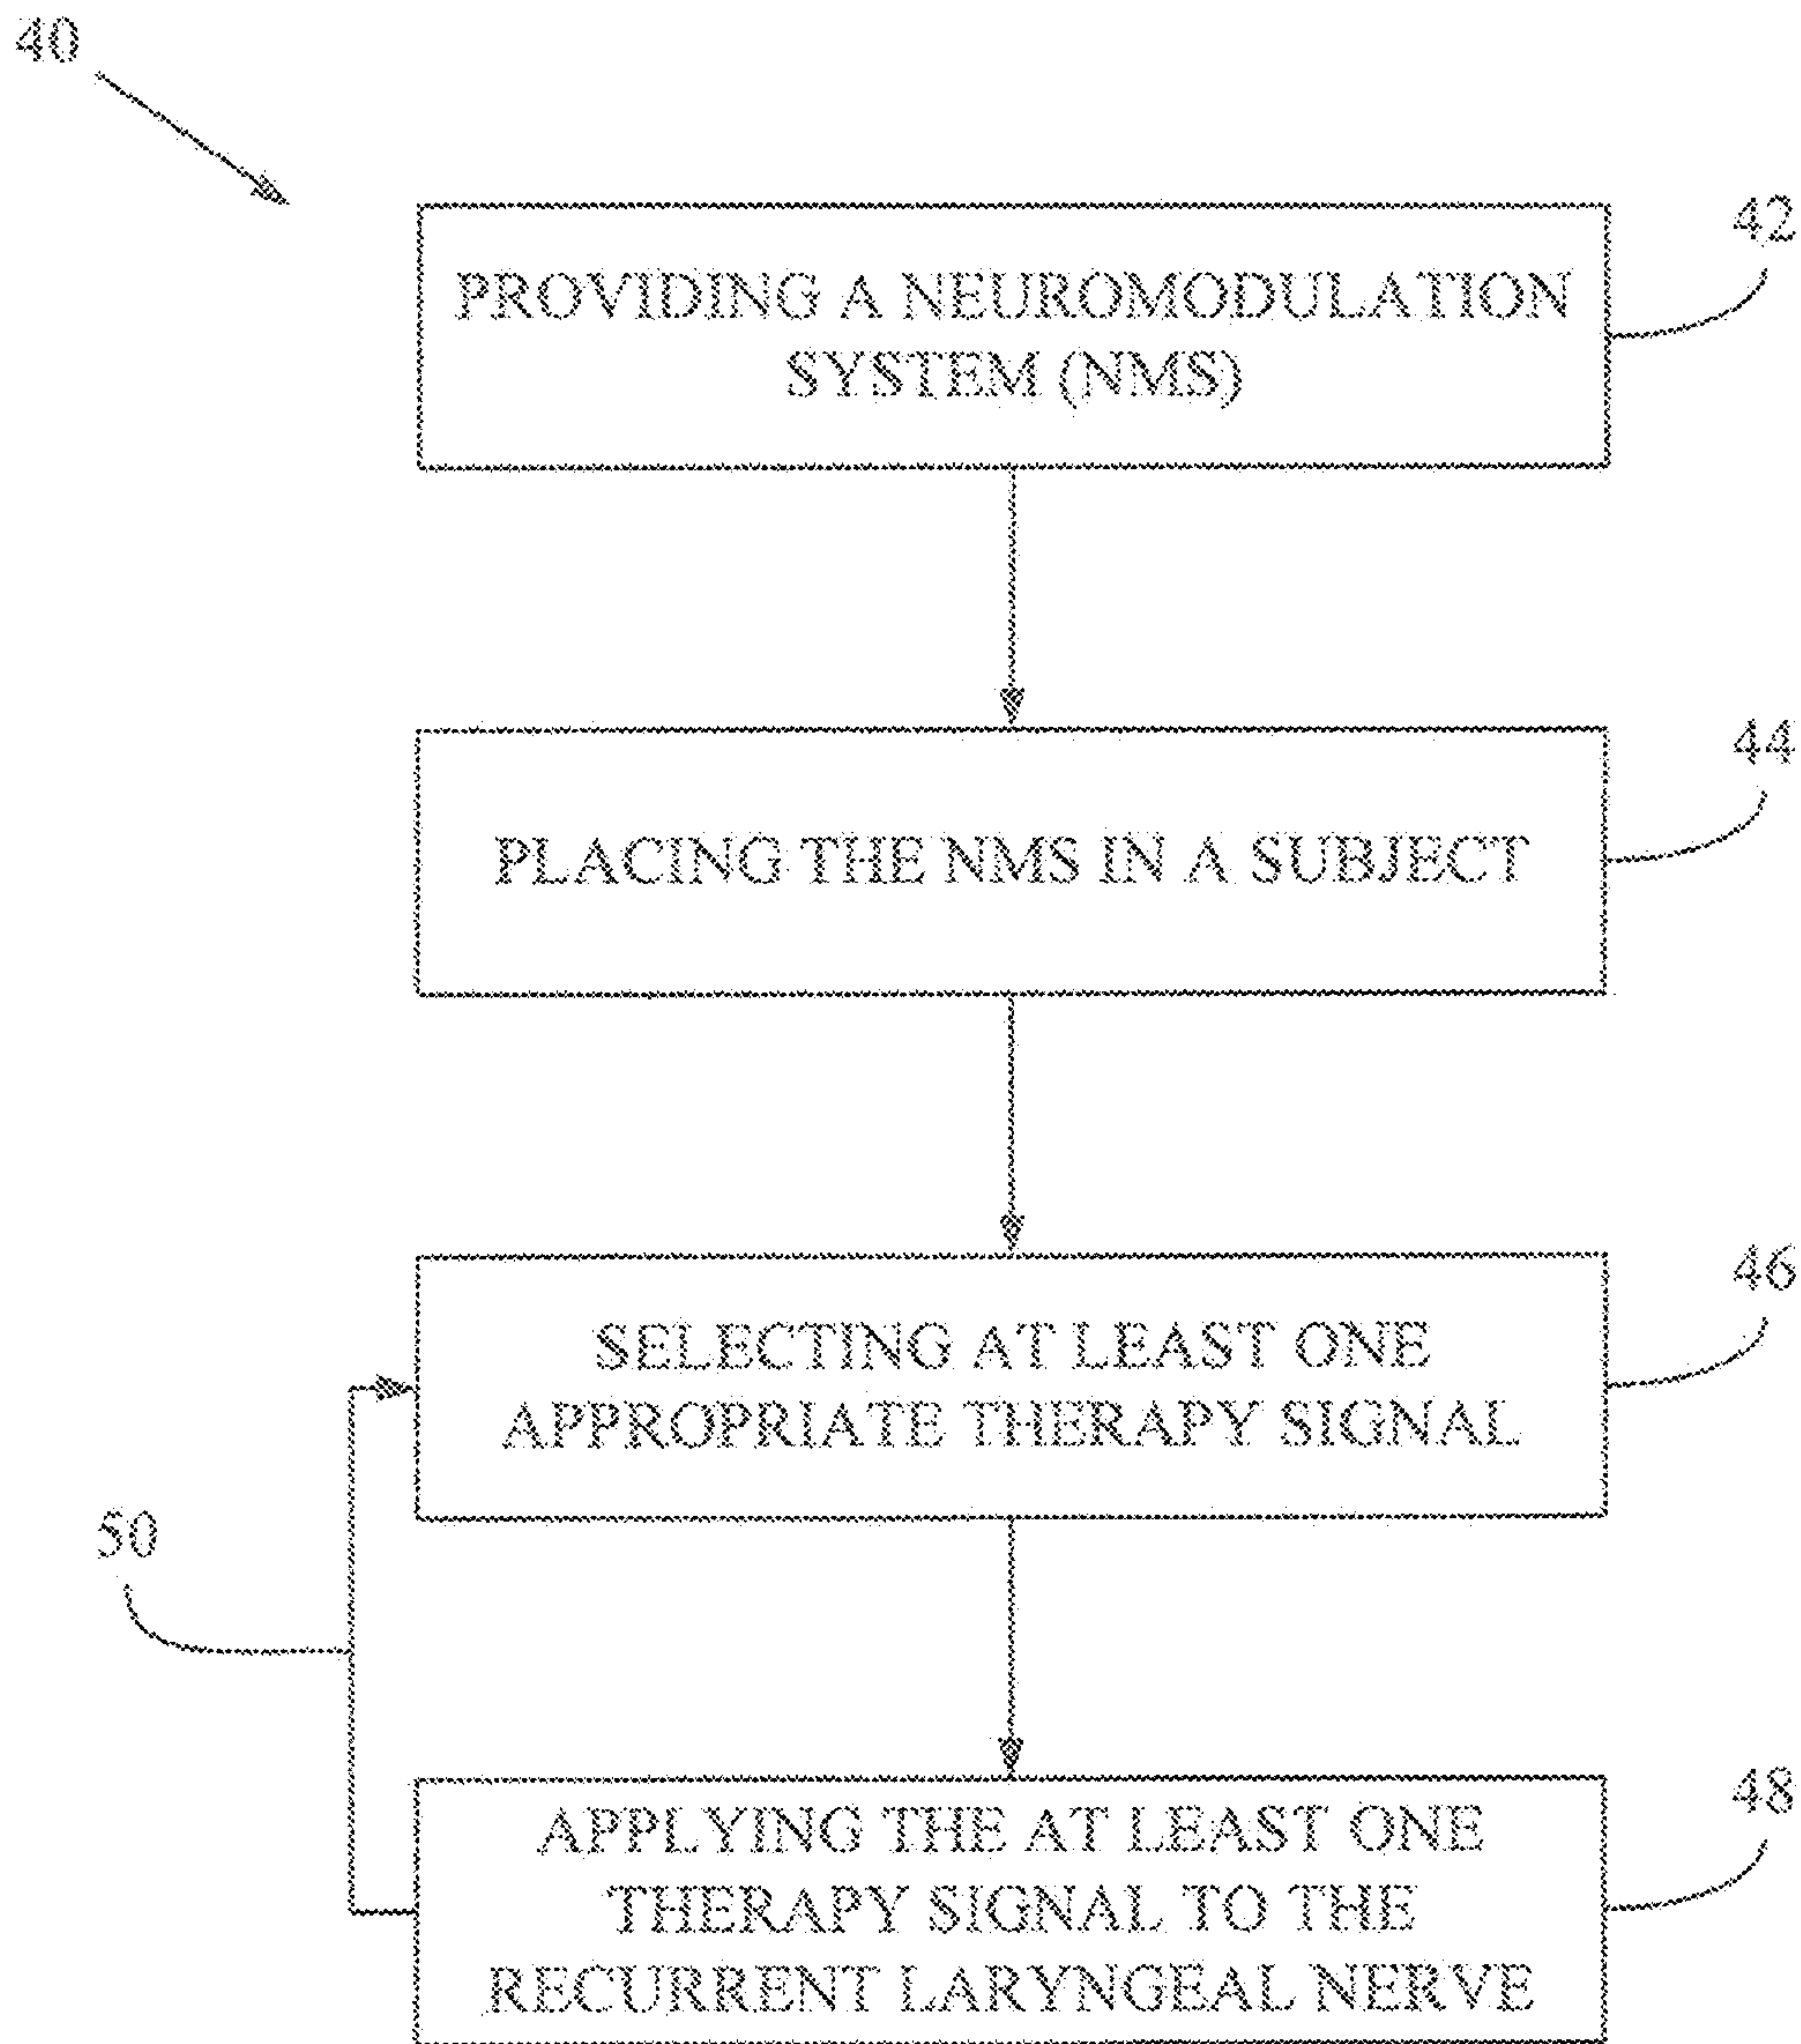 40
42
PROVIDING A NEUROMODULATION
SYSTEM (NMS)
44
PLACING THE NMS IN A SUBJECT
46
SELECTING AT LEAST ONE
APPROPRIATE THERAPY SIGNAL
50
48
APPLYING THE AT LEAST ONE
THERAPY SIGNAL TO THE
RECURRENT LARYNGEAL NERVE